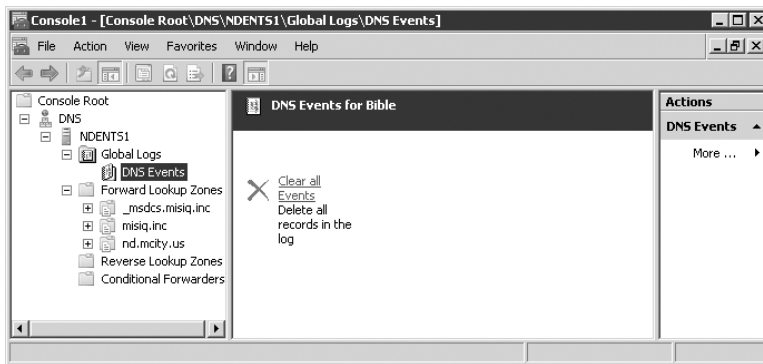 Console1 - [Console Root\DNS\NDENTS1\Global Logs\DNS Events]
File Action View Favorites Window Help
Console Root
DNS
NDENTS1
Global Logs
DNS Events
Forward Lookup Zones
_msdcs.misiq.inc
misiq.inc
nd.mcity.us
Reverse Lookup Zones
Conditional Forwarders
DNS Events for Bible
Clear all
Events
Delete all
records in the
log
Actions
DNS Events
More ...